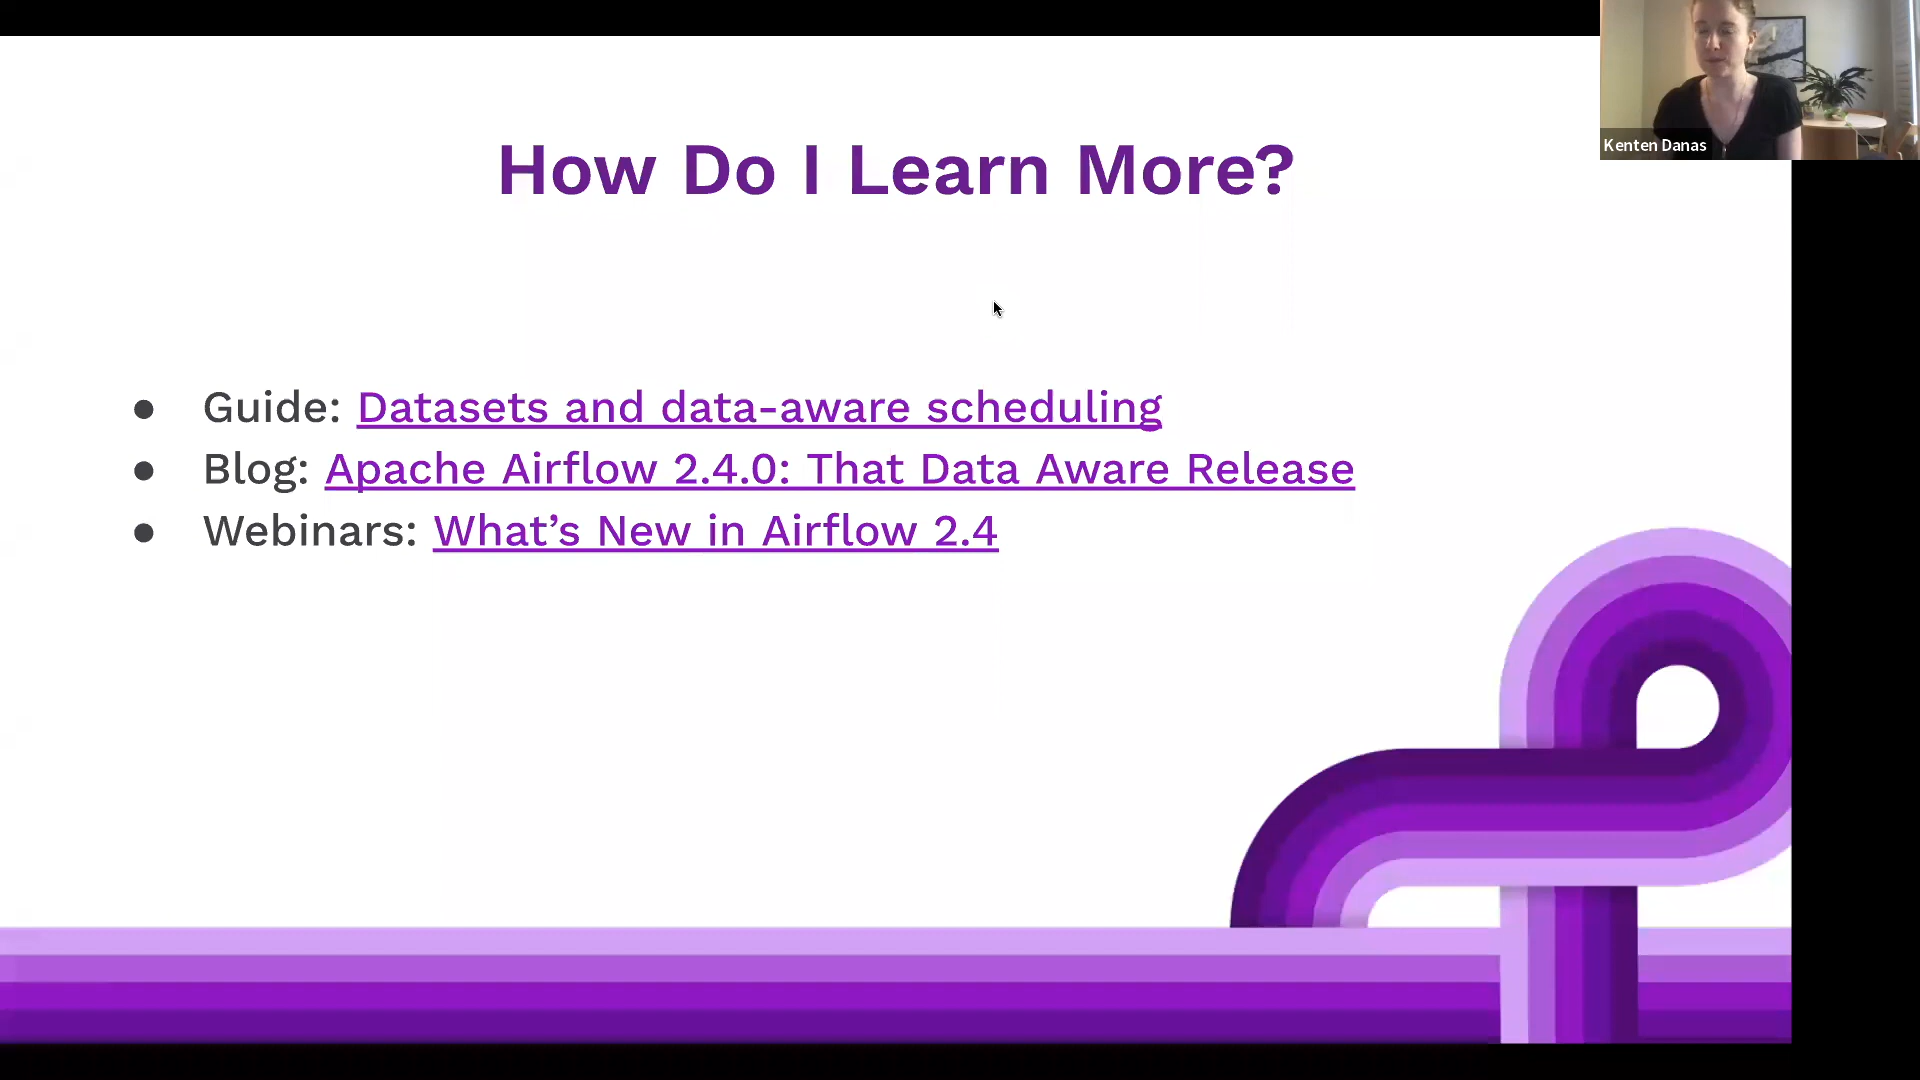 Kenten Danas
How Do I Learn More?
● Guide: Datasets and data-aware scheduling
● Blog: Apache Airflow 2.4.0: That Data Aware Release
● Webinars: What’s New in Airflow 2.4